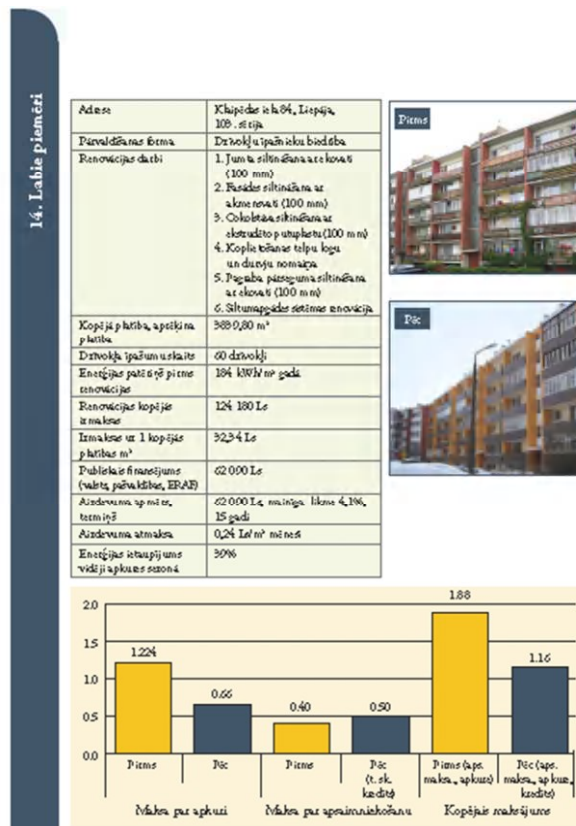 14. Labie piemēri
Adrese
Klaipēdas iela 84, Liepāja,
103. sērija
Pārvaldīšanas forma
Dzīvokļu īpašnieku biedrība
Renovācijas darbi
1. Jumta siltināšana ar ekovati
(100 mm)
2. Fasādes siltināšana ar
akmensvati (100 mm)
3. Cokolstāva siltināšana ar
ekstrudēto putuplastu (100 mm)
4. Koplietošanas telpu logu
un durvju nomaiņa
5. Pagraba pārseguma siltināšana
ar ekovati (100 mm)
6. Siltumapgādes sistēmas renovācija
Kopējā platība, aprēķina
platība
3839,80 m²
Dzīvokļa īpašumu skaits
60 dzīvokļi
Enerģijas patēriņš pirms
renovācijas
184 kWh/m² gadā
Renovācijas kopējās
izmaksas
124 180 Ls
Izmaksas uz 1 kopējās
platības m²
32,34 Ls
Publiskais finansējums
(valsts, pašvaldības, ERAF)
62 090 Ls
Aizdevuma apmērs,
termiņš
62 000 Ls, mainīga likme 4,1%,
15 gadi
Aizdevuma atmaksa
0,24 Ls/m² mēnesī
Enerģijas ietaupījums
vidēji apkures sezonā
39%
Pirms
Pēc
2.0
1.5
1.0
0.5
0.0
1.224
0.66
0.40
0.50
1.88
1.16
Pirms
Pēc
Pirms
Pēc
(t. sk.
kredīts)
Pirms (aps.
maksa, apkure)
Pēc (aps.
maksa, apkure,
kredīts)
Maksa par apkuri
Maksa par apsaimniekošanu
Kopējais maksājums